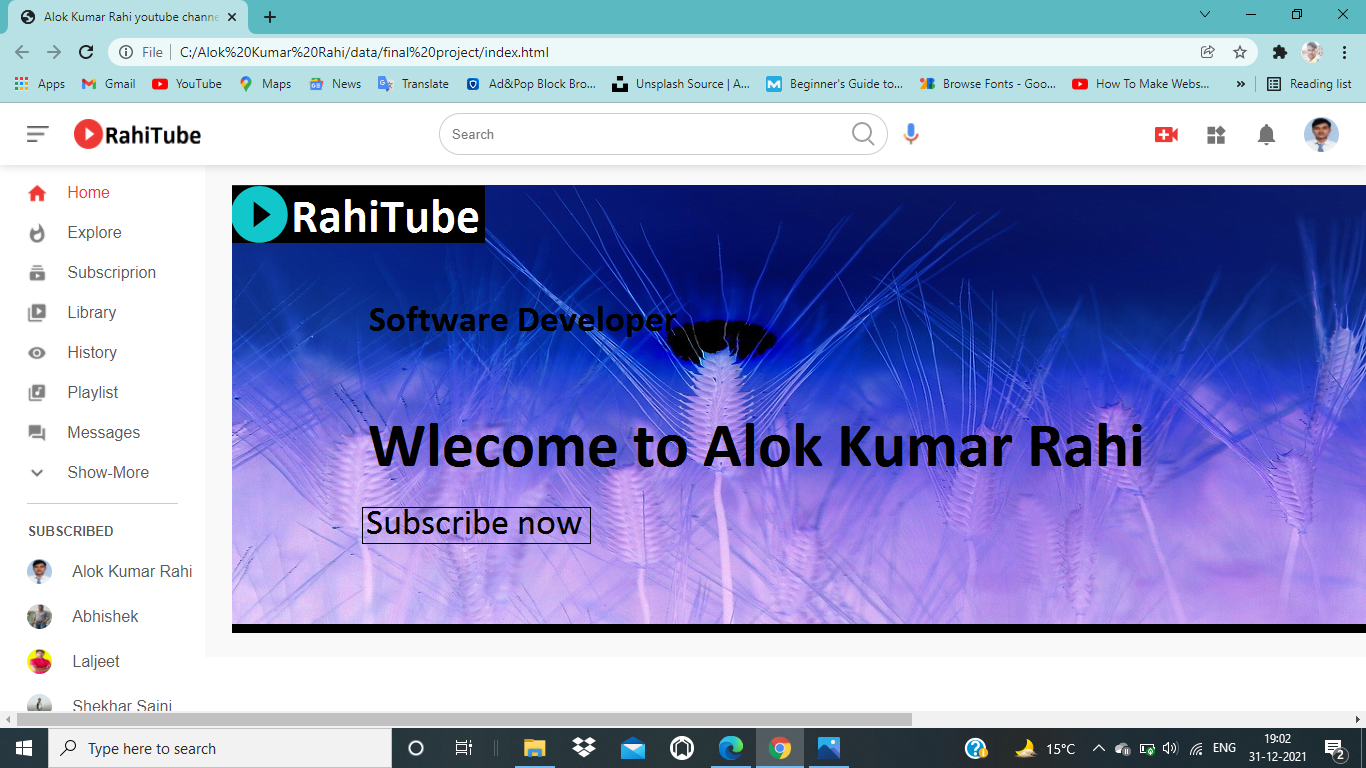 Alok Kumar Rahi youtube channe
File C:/Alok%20Kumar%20Rahi/data/final%20project/index.html
Apps Gmail YouTube Maps News Translate Ad&Pop Block Bro... Unsplash Source | A... Beginner's Guide to... Browse Fonts - Goo... How To Make Webs... » Reading list
RahiTube Search
Home
Explore
Subscriprion
Library
History
Playlist
Messages
Show-More
SUBSCRIBED
Alok Kumar Rahi
Abhishek
Laljeet
Shekhar Saini
RahiTube
Software Developer
Wlecome to Alok Kumar Rahi
Subscribe now
Type here to search 15°C ENG 19:02
31-12-2021 2